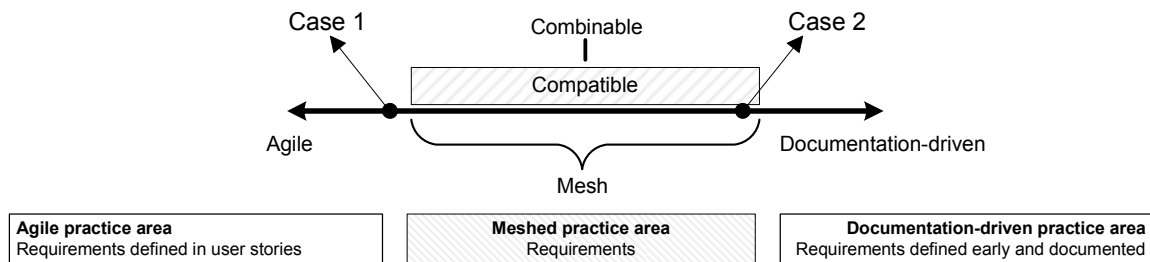 Case 1
Combinable
Case 2
Compatible
Agile
Documentation-driven
Mesh
Agile practice area
Requirements defined in user stories
Meshed practice area
Requirements
Documentation-driven practice area
Requirements defined early and documented